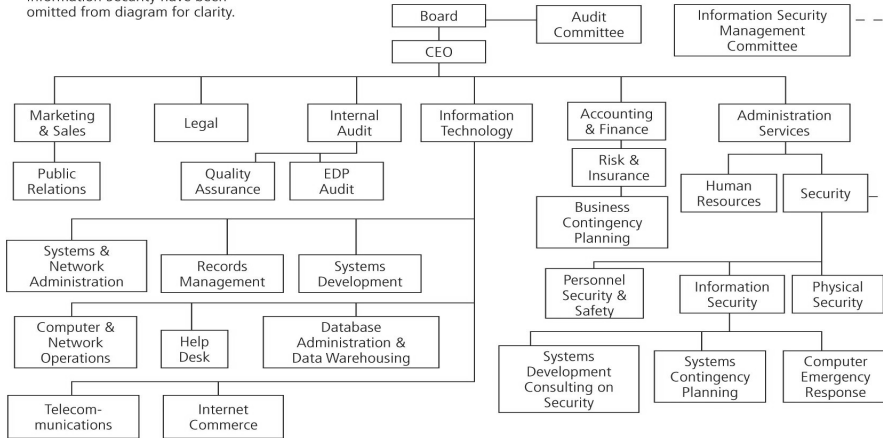 omitted from diagram for clarity.
Board
Audit
Committee
Information Security
Management
Committee
CEO
Marketing
& Sales
Legal
Internal
Audit
Information
Technology
Accounting
& Finance
Administration
Services
Public
Relations
Quality
Assurance
EDP
Audit
Risk &
Insurance
Human
Resources
Security
Business
Contingency
Planning
Systems &
Network
Administration
Records
Management
Systems
Development
Personnel
Security &
Safety
Information
Security
Physical
Security
Computer &
Network
Operations
Help
Desk
Database
Administration &
Data Warehousing
Systems
Development
Consulting on
Security
Systems
Contingency
Planning
Computer
Emergency
Response
Telecom-
munications
Internet
Commerce